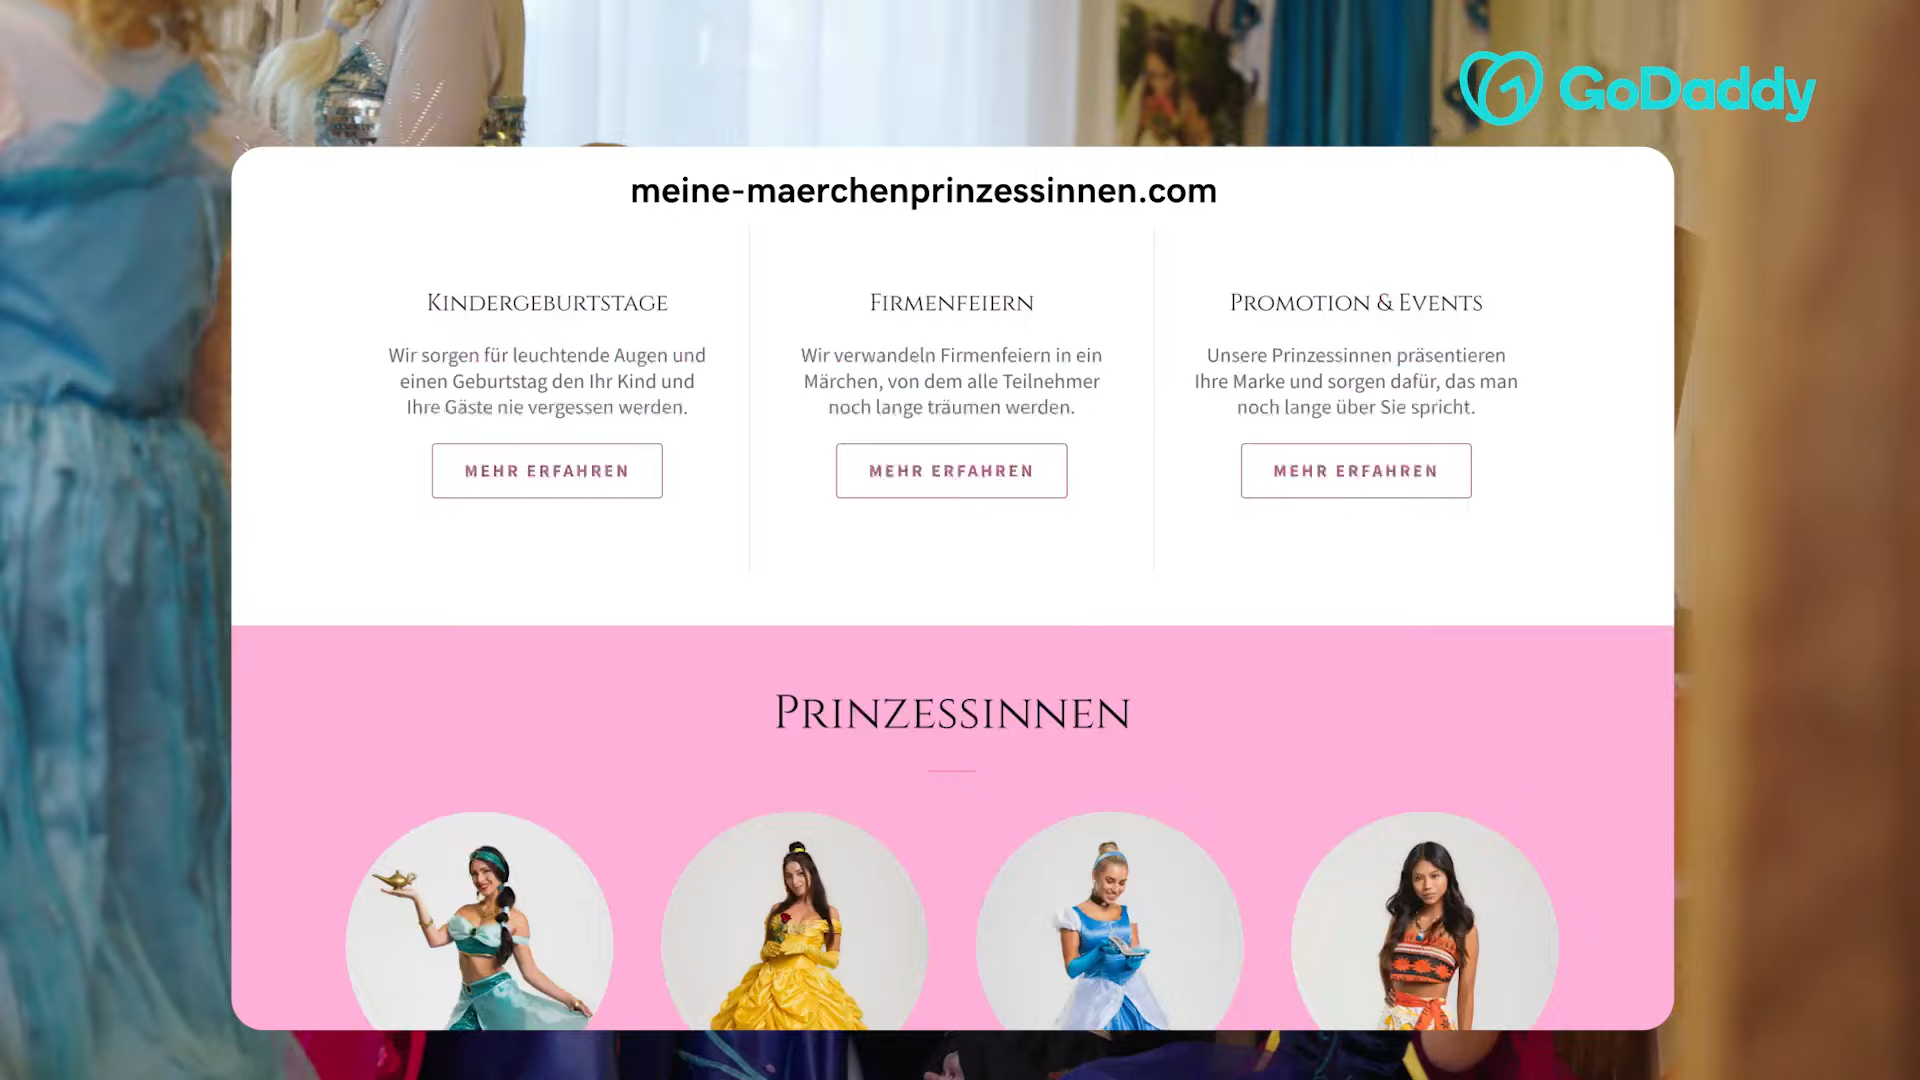 GoDaddy
meine-maerchenprinzessinnen.com
Kindergeburtstage
Wir sorgen für leuchtende Augen und
einen Geburtstag den Ihr Kind und
Ihre Gäste nie vergessen werden.
MEHR ERFAHREN
Firmenfeiern
Wir verwandeln Firmenfeiern in ein
Märchen, von dem alle Teilnehmer
noch lange träumen werden.
MEHR ERFAHREN
Promotion & Events
Unsere Prinzessinnen präsentieren
Ihre Marke und sorgen dafür, das man
noch lange über Sie spricht.
MEHR ERFAHREN
Prinzessinnen